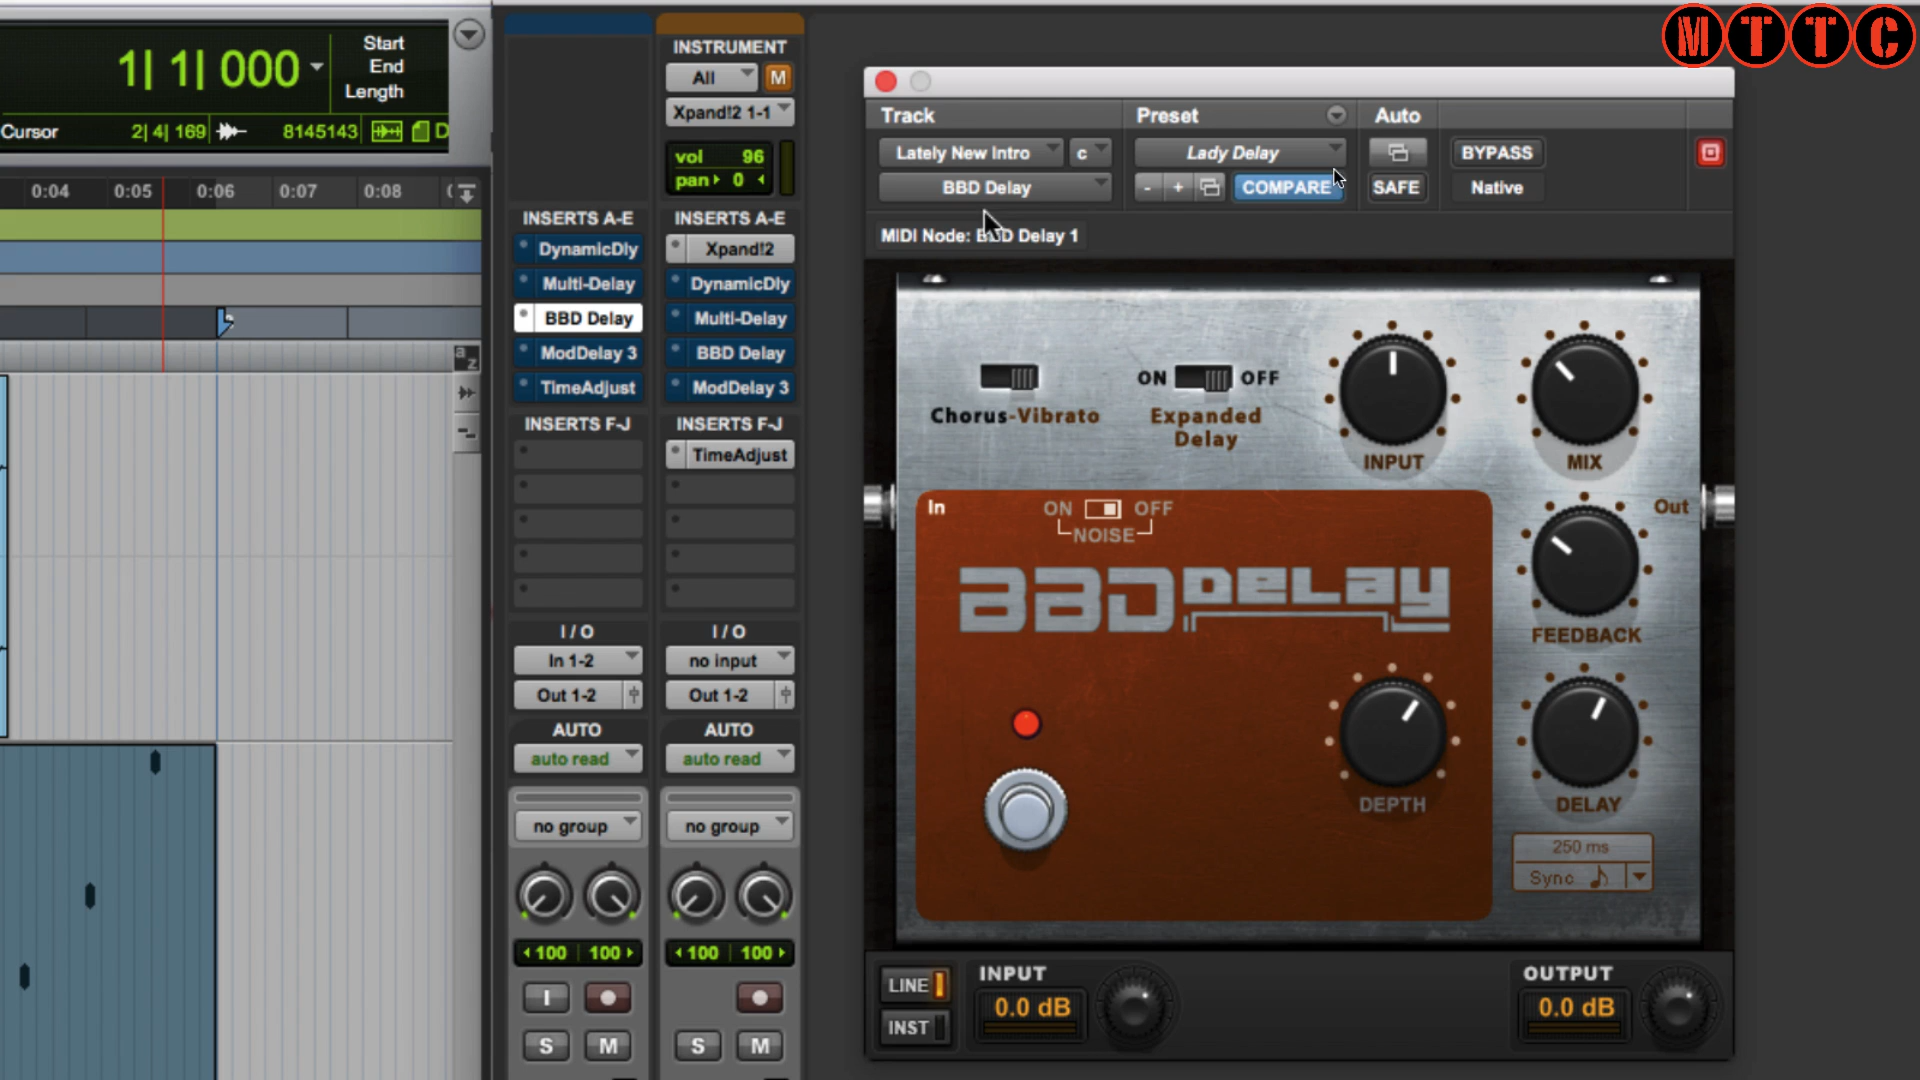 MTTC
1| 1| 000
Start
End
Length
Cursor
2| 4| 169
8145143
D
0:04
0:05
0:06
0:07
0:08
a z
INSERTS A-E
DynamicDly
Multi-Delay
BBD Delay
ModDelay 3
TimeAdjust
INSERTS F-J
I / O
In 1-2
Out 1-2
AUTO
auto read
no group
100
100
I
S
M
INSTRUMENT
All
M
Xpand!2 1-1
vol 96
pan 0
INSERTS A-E
Xpand!2
DynamicDly
Multi-Delay
BBD Delay
ModDelay 3
INSERTS F-J
TimeAdjust
I / O
no input
Out 1-2
AUTO
auto read
no group
100
100
S
M
Track
Preset
Auto
Lately New Intro
c
Lady Delay
BYPASS
BBD Delay
-
+
COMPARE
SAFE
Native
MIDI Node: BBD Delay 1
Chorus-Vibrato
ON
OFF
Expanded
Delay
INPUT
MIX
In
ON
OFF
NOISE
Out
BBD DELAY
FEEDBACK
DEPTH
DELAY
250 ms
Sync
LINE
INST
INPUT
0.0 dB
OUTPUT
0.0 dB